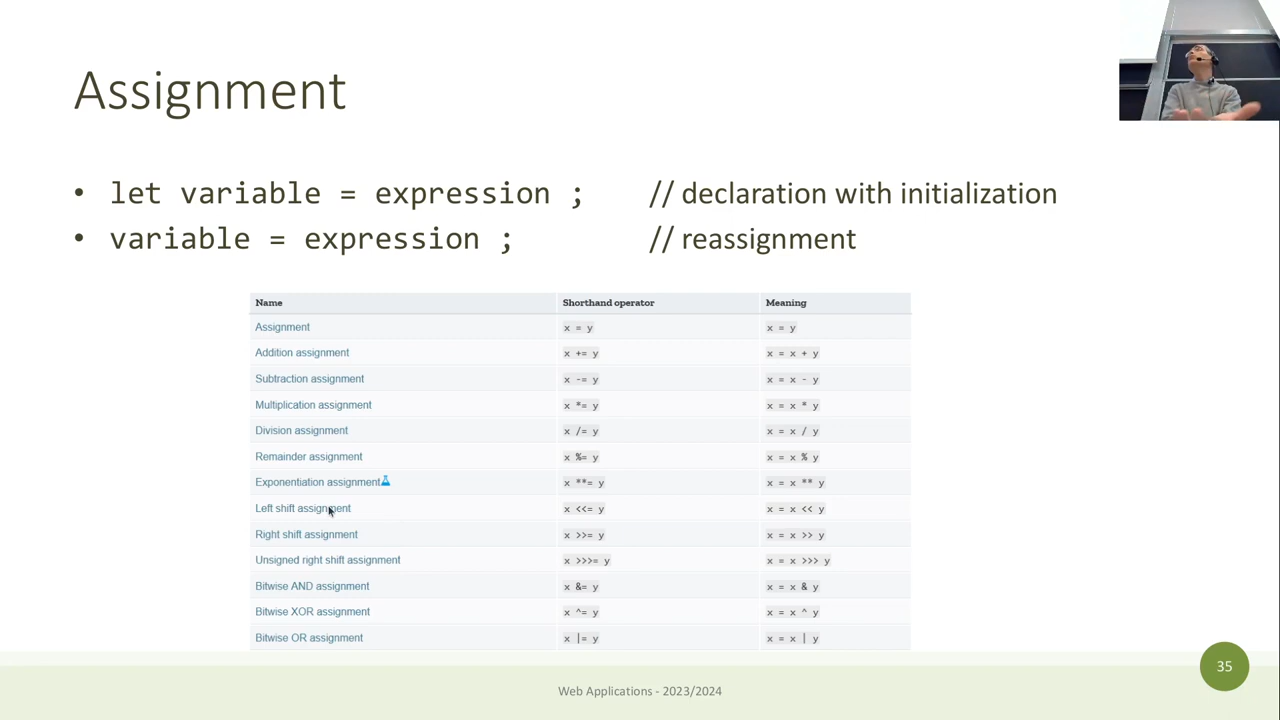 Assignment
• let variable = expression ; // declaration with initialization
• variable = expression ; // reassignment
Name Shorthand operator Meaning
Assignment x = y x = y
Addition assignment x += y x = x + y
Subtraction assignment x -= y x = x - y
Multiplication assignment x *= y x = x * y
Division assignment x /= y x = x / y
Remainder assignment x %= y x = x % y
Exponentiation assignment x **= y x = x ** y
Left shift assignment x <<= y x = x << y
Right shift assignment x >>= y x = x >> y
Unsigned right shift assignment x >>>= y x = x >>> y
Bitwise AND assignment x &= y x = x & y
Bitwise XOR assignment x ^= y x = x ^ y
Bitwise OR assignment x |= y x = x | y
35
Web Applications - 2023/2024